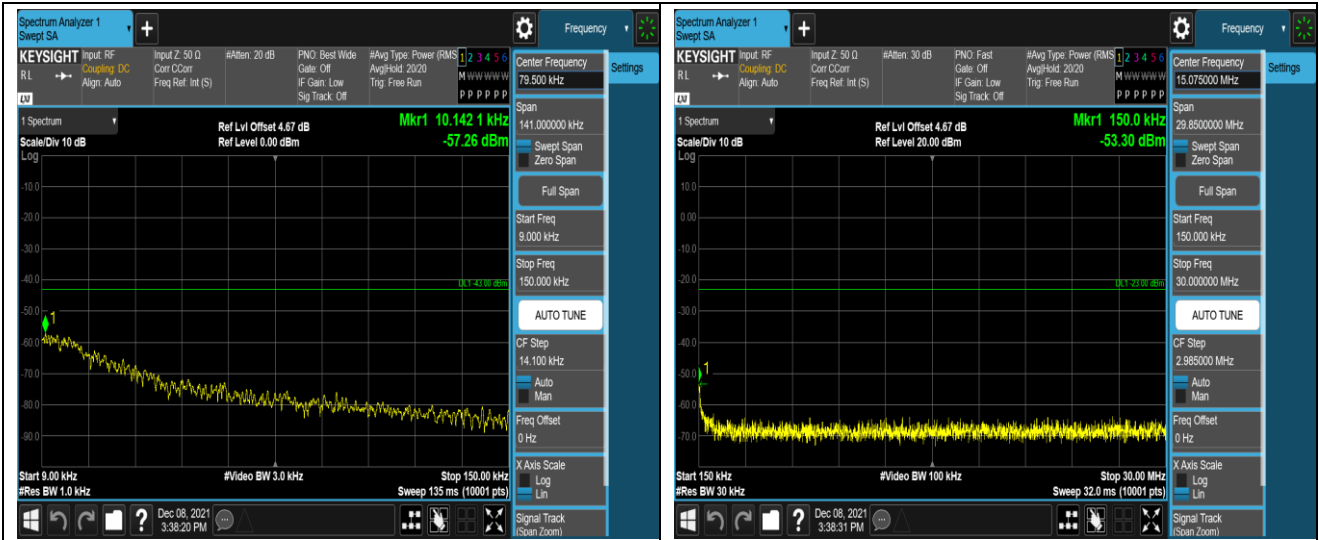 Spectrum Analyzer 1
Swept SA
+
Frequency
KEYSIGHT
RL
LXI
Input: RF
Coupling: DC
Align: Auto
Input Z: 50 Ω
Corr CCorr
Freq Ref: Int (S)
#Atten: 20 dB
PNO: Best Wide
Gate: Off
IF Gain: Low
Sig Track: Off
#Avg Type: Power (RMS
Avg|Hold: 20/20
Trig: Free Run
1 2 3 4 5 6
M W W W W W
P P P P P P
Center Frequency
79.500 kHz
Settings
Span
141.000000 kHz
Swept Span
Zero Span
Full Span
Start Freq
9.000 kHz
Stop Freq
150.000 kHz
AUTO TUNE
CF Step
14.100 kHz
Auto
Man
Freq Offset
0 Hz
X Axis Scale
Log
Lin
Signal Track
(Span Zoom)
1 Spectrum
Scale/Div 10 dB
Log
Ref Lvl Offset 4.67 dB
Ref Level 0.00 dBm
Mkr1 10.142 1 kHz
-57.26 dBm
-10.0
-20.0
-30.0
-40.0
DL1 -43.00 dBm
-50.0
1
-60.0
-70.0
-80.0
-90.0
Start 9.00 kHz
#Res BW 1.0 kHz
#Video BW 3.0 kHz
Stop 150.00 kHz
Sweep 135 ms (10001 pts)
?
Dec 08, 2021
3:38:20 PM
Spectrum Analyzer 1
Swept SA
+
Frequency
KEYSIGHT
RL
LXI
Input: RF
Coupling: DC
Align: Auto
Input Z: 50 Ω
Corr CCorr
Freq Ref: Int (S)
#Atten: 30 dB
PNO: Fast
Gate: Off
IF Gain: Low
Sig Track: Off
#Avg Type: Power (RMS
Avg|Hold: 20/20
Trig: Free Run
1 2 3 4 5 6
M W W W W W
P P P P P P
Center Frequency
15.075000 MHz
Settings
Span
29.8500000 MHz
Swept Span
Zero Span
Full Span
Start Freq
150.000 kHz
Stop Freq
30.000000 MHz
AUTO TUNE
CF Step
2.985000 MHz
Auto
Man
Freq Offset
0 Hz
X Axis Scale
Log
Lin
Signal Track
(Span Zoom)
1 Spectrum
Scale/Div 10 dB
Log
Ref Lvl Offset 4.67 dB
Ref Level 20.00 dBm
Mkr1 150.0 kHz
-53.30 dBm
10.0
0.00
-10.0
-20.0
DL1 -23.00 dBm
-30.0
-40.0
-50.0
1
-60.0
-70.0
Start 150 kHz
#Res BW 30 kHz
#Video BW 100 kHz
Stop 30.00 MHz
Sweep 32.0 ms (10001 pts)
?
Dec 08, 2021
3:38:31 PM